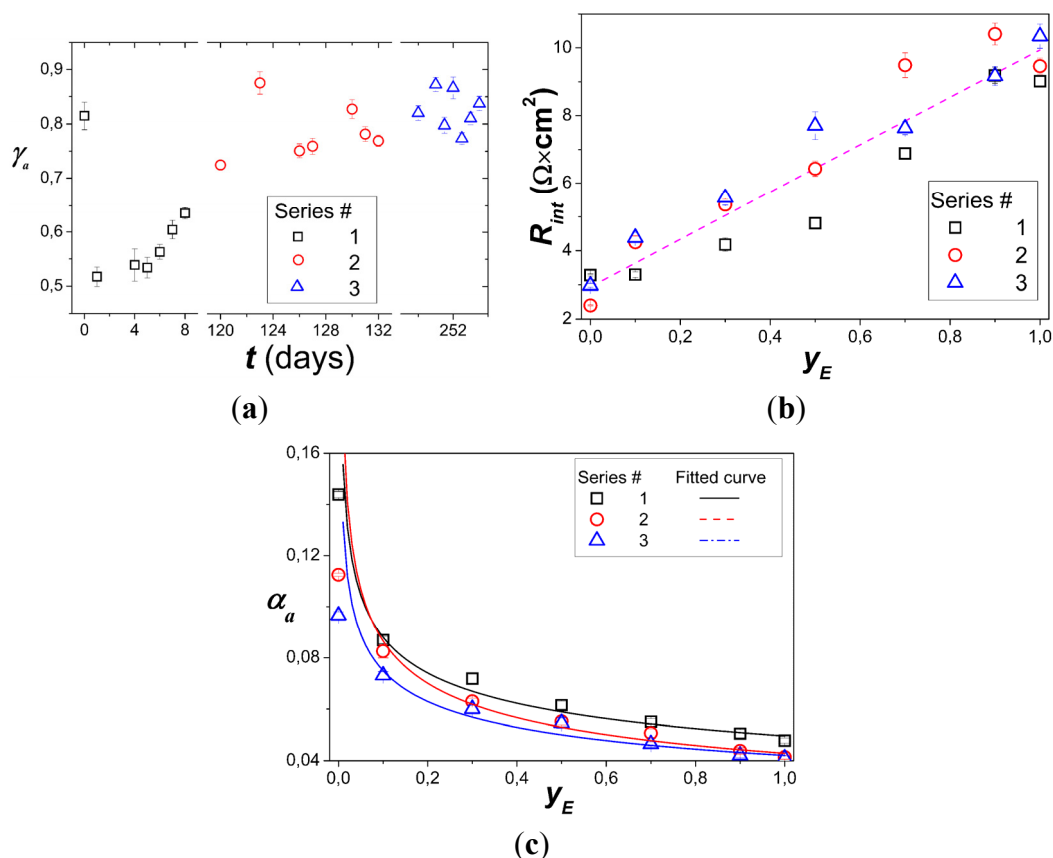 0,9
0,8
0,7
0,6
0,5
γₐ
0 4 8 120 124 128 132 252
t (days)
Series #
1
2
3
(a)
10
8
6
4
2
R_int (Ω×cm²)
0,0 0,2 0,4 0,6 0,8 1,0
y_E
Series #
1
2
3
(b)
0,16
0,12
0,08
0,04
αₐ
0,0 0,2 0,4 0,6 0,8 1,0
y_E
Series # Fitted curve
1
2
3
(c)